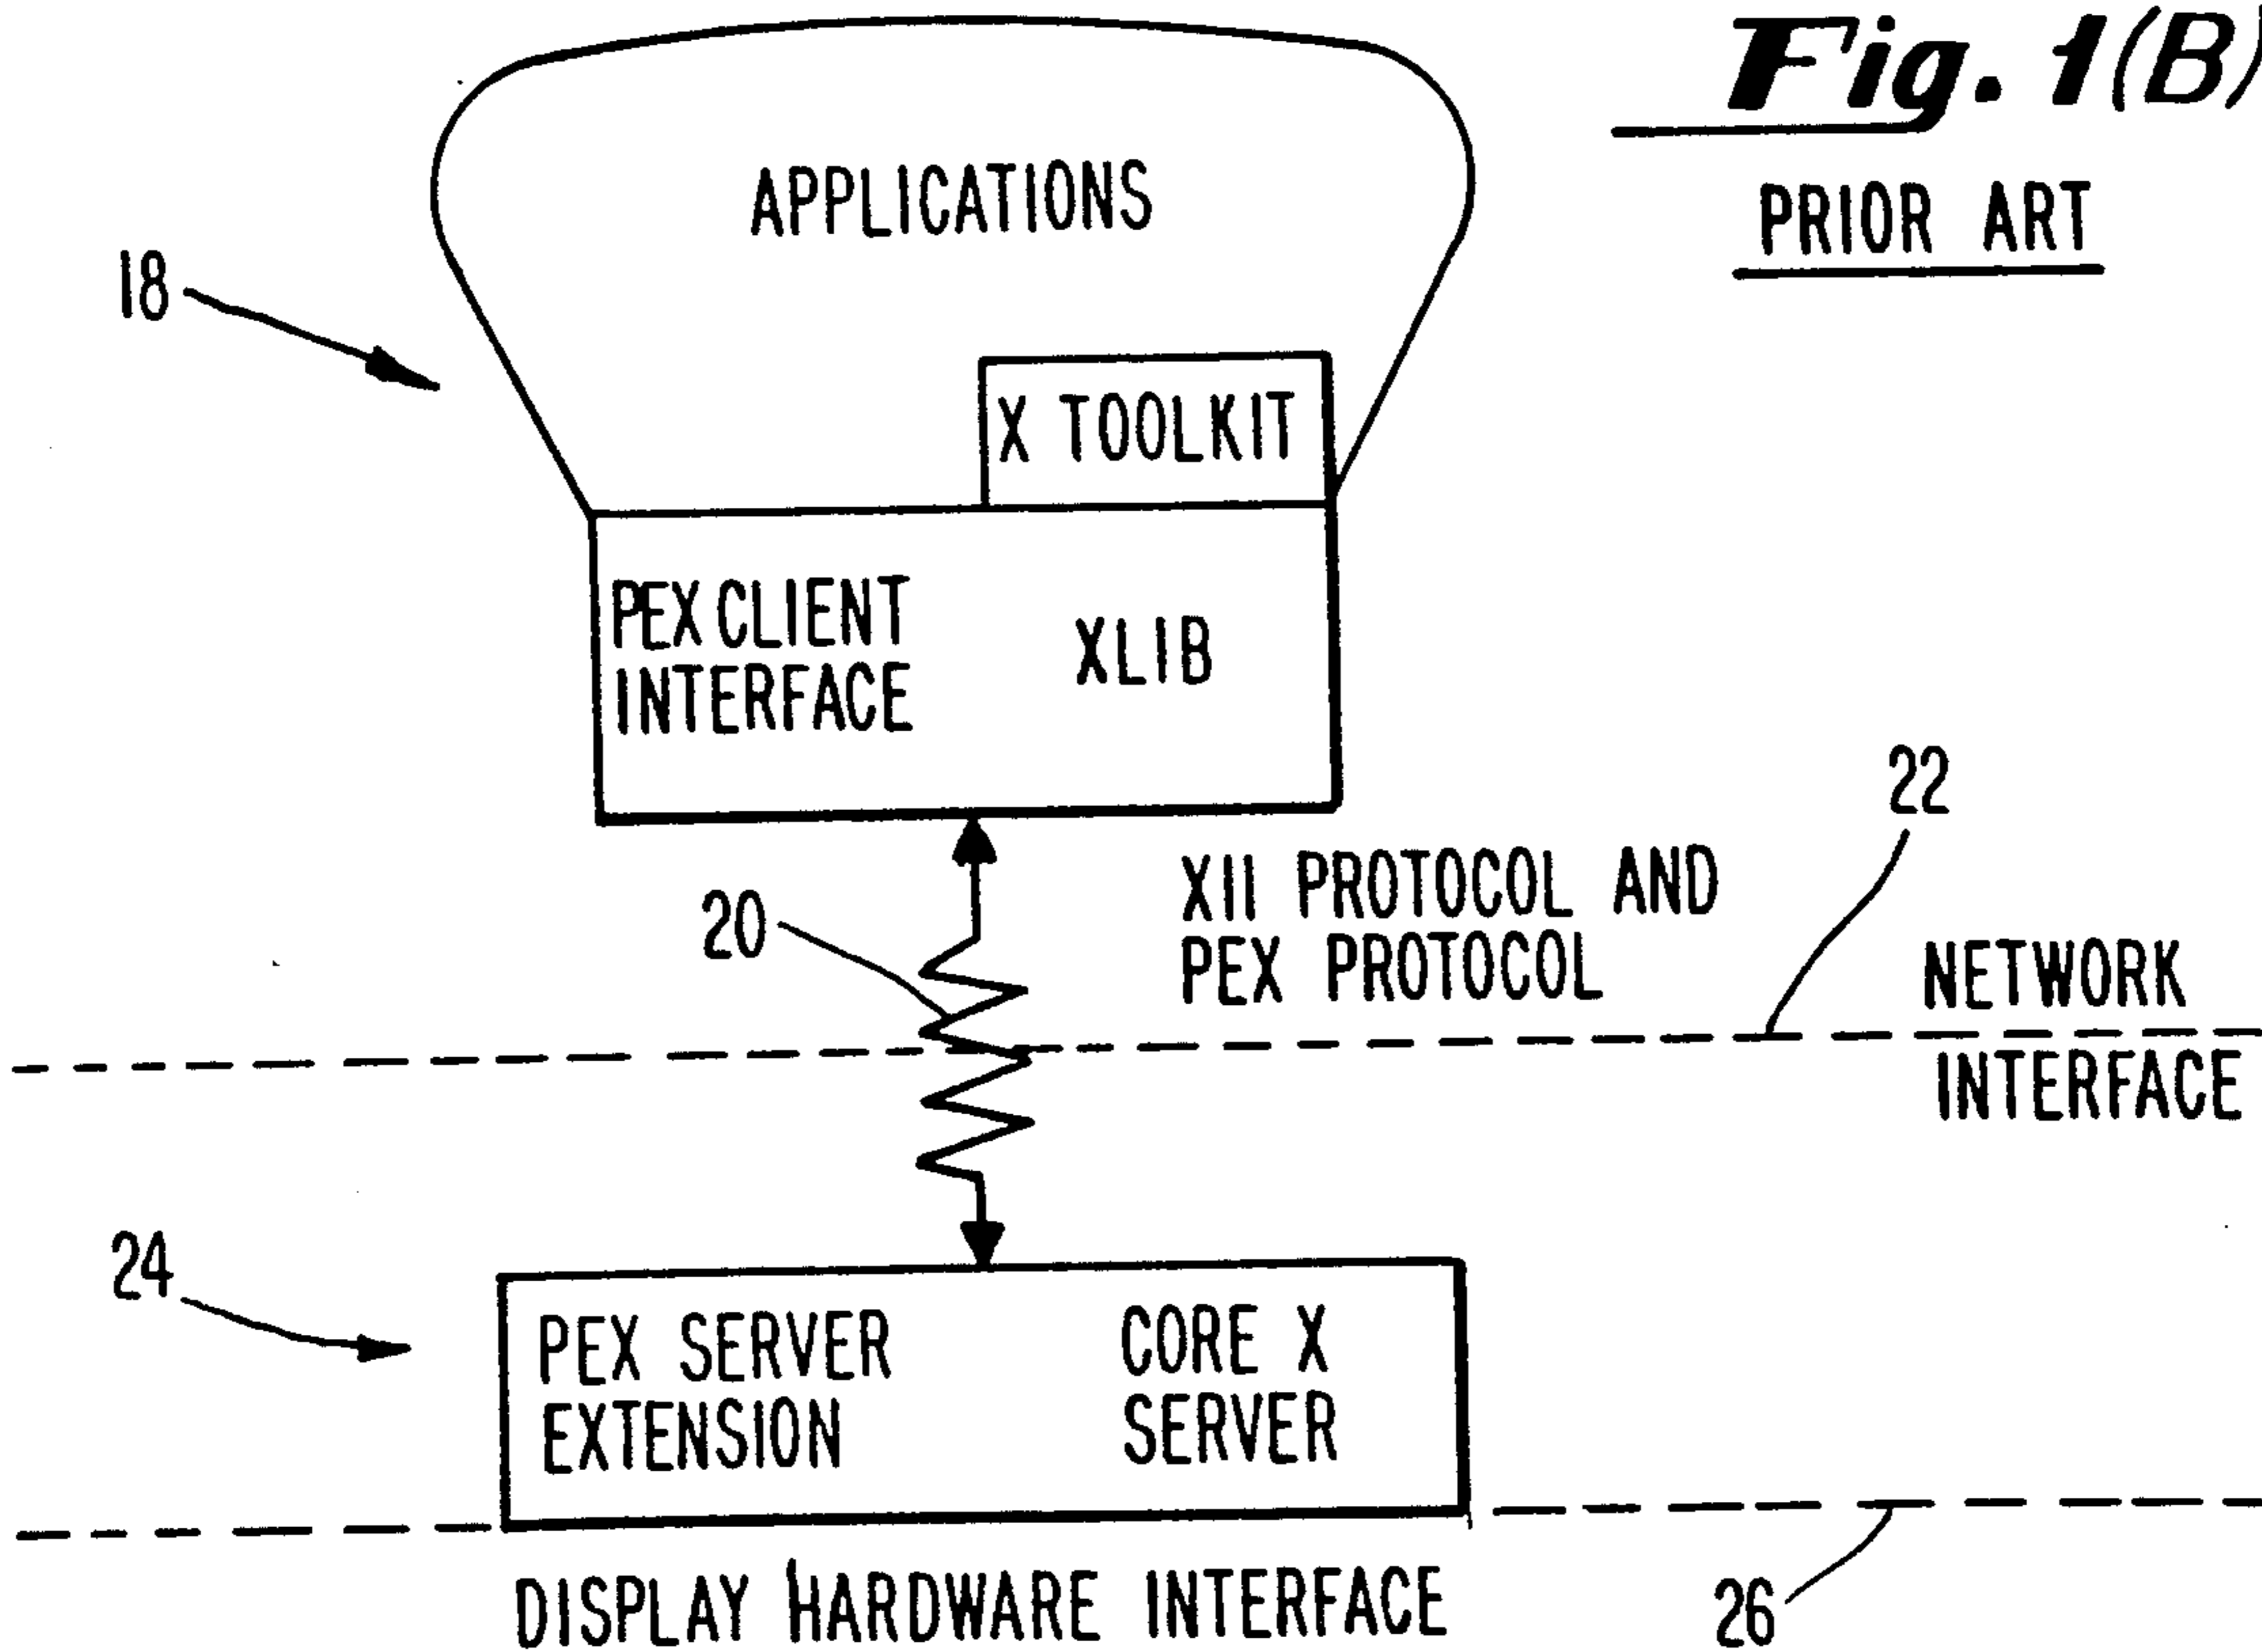 Fig. 1(B)
PRIOR ART
APPLICATIONS
18
X TOOLKIT
PEX CLIENT
INTERFACE
XLIB
22
20
X11 PROTOCOL AND
PEX PROTOCOL
NETWORK
INTERFACE
24
PEX SERVER
EXTENSION
CORE X
SERVER
DISPLAY HARDWARE INTERFACE
26